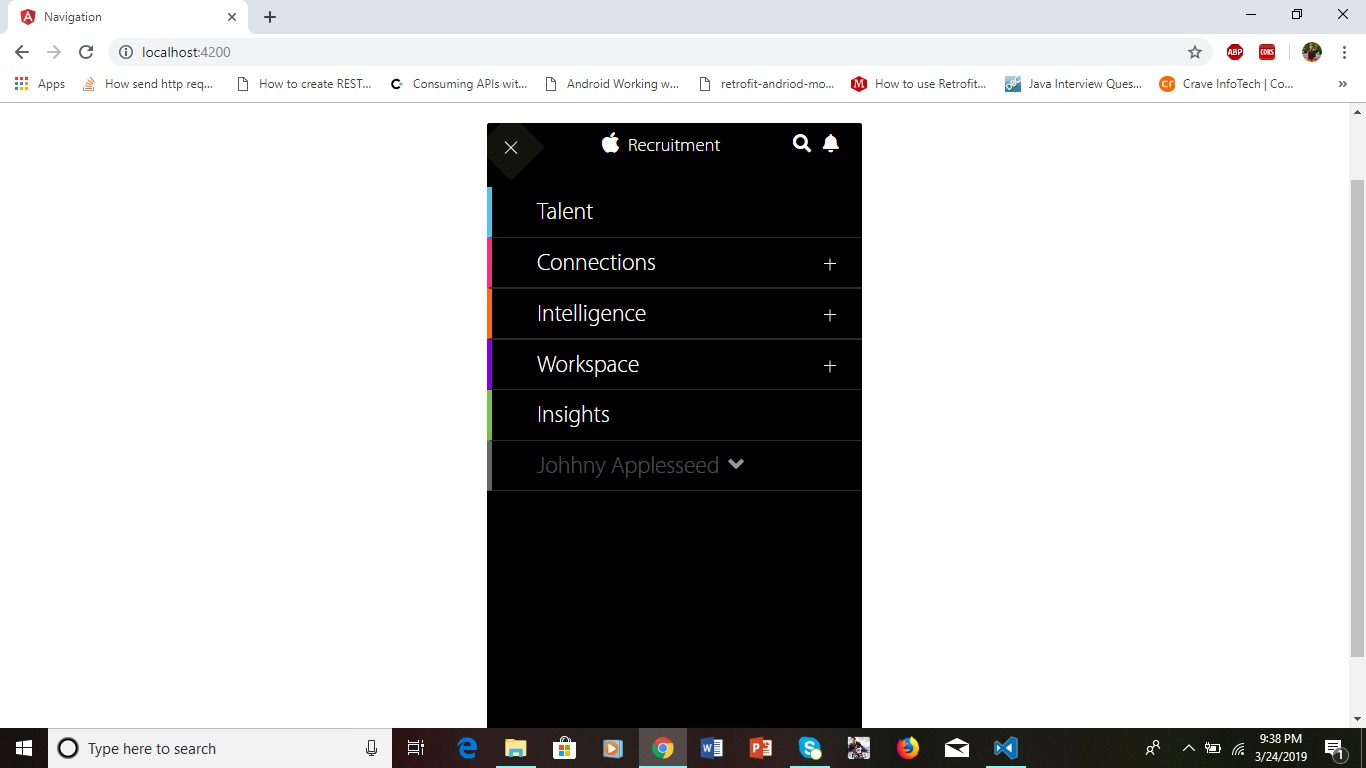 Navigation
localhost:4200
ABP
CORS
Apps
How send http req...
How to create REST...
Consuming APIs wit...
Android Working w...
retrofit-andriod-mo...
M
How to use Retrofit...
Java Interview Ques...
cr
Crave InfoTech | Co...
»
Recruitment
Talent
Connections
+
Intelligence
+
Workspace
+
Insights
Johhny Applesseed
Type here to search
9:38 PM
3/24/2019
1